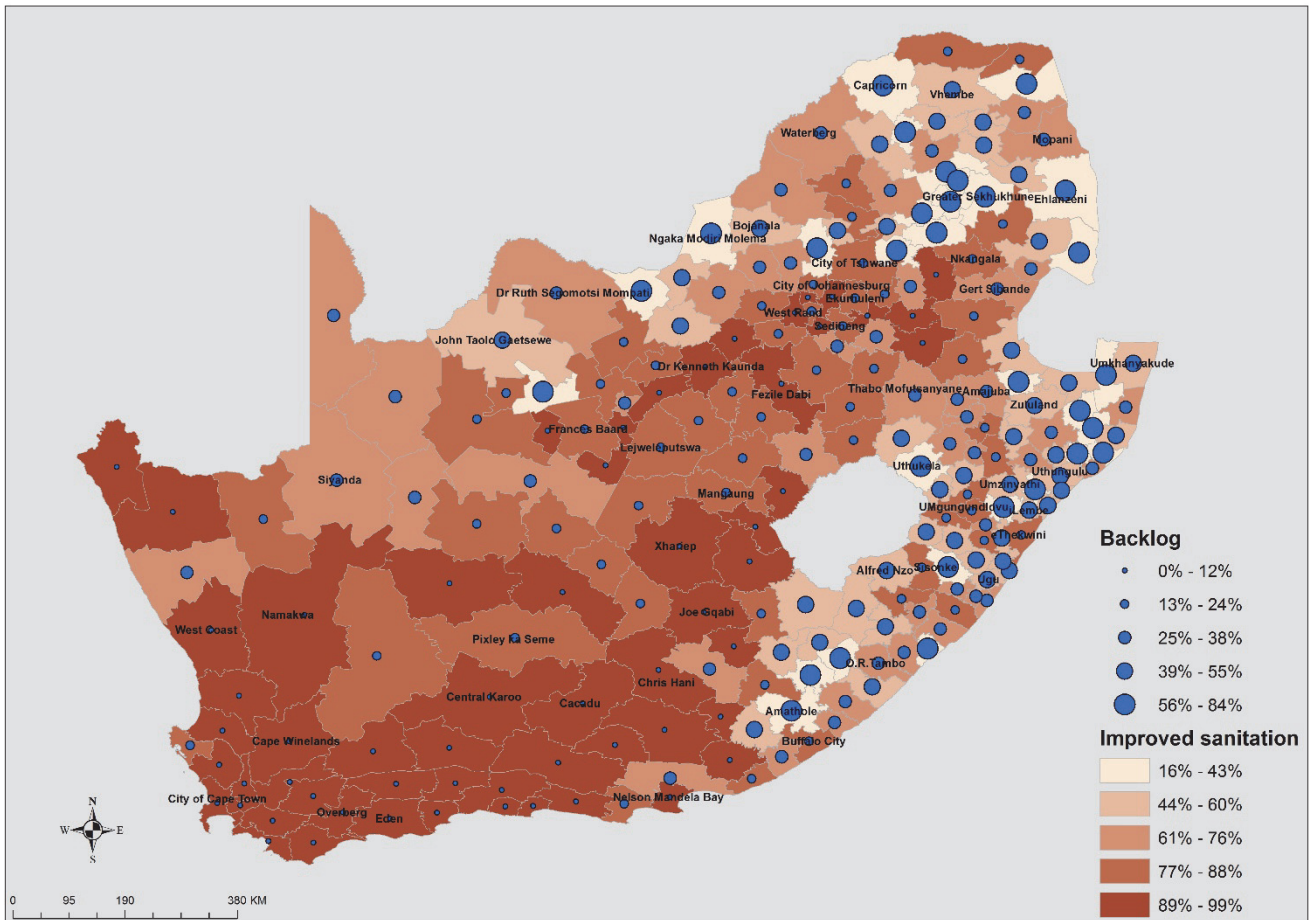 Capricorn
Vhembe
Waterberg
Mopani
Greater Sekhukhune
Ehlanzeni
Bojanala
Ngaka Modiri Molema
City of Tshwane
Nkangala
City of Johannesburg
Dr Ruth Segomotsi Mompati
Gert Sibande
Ekurhuleni
West Rand
Sedibeng
John Taolo Gaetsewe
Umkhanyakude
Dr Kenneth Kaunda
Fezile Dabi
Thabo Mofutsanyane
Amajuba
Zululand
Frances Baard
Lejweleputswa
Uthukela
Uthungulu
Siyanda
Umzinyathi
Mangaung
UMgungundlovu
iLembe
eThekwini
Xhariep
Alfred Nzo
Sisonke
Ugu
Namakwa
Joe Gqabi
West Coast
Pixley ka Seme
O.R.Tambo
Chris Hani
Central Karoo
Cacadu
Amathole
Cape Winelands
Buffalo City
City of Cape Town
Nelson Mandela Bay
Overberg
Eden
Backlog
0% - 12%
13% - 24%
25% - 38%
39% - 55%
56% - 84%
Improved sanitation
16% - 43%
44% - 60%
61% - 76%
77% - 88%
89% - 99%
N
W E
S
0 95 190 380 KM